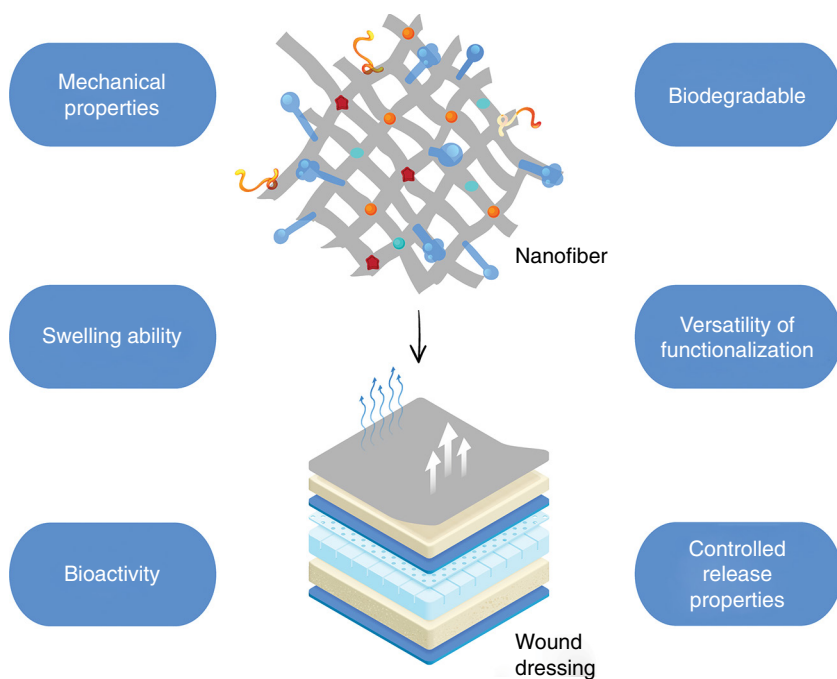 Mechanical
properties
Biodegradable
Nanofiber
Swelling ability
Versatility of
functionalization
Bioactivity
Controlled
release
properties
Wound
dressing